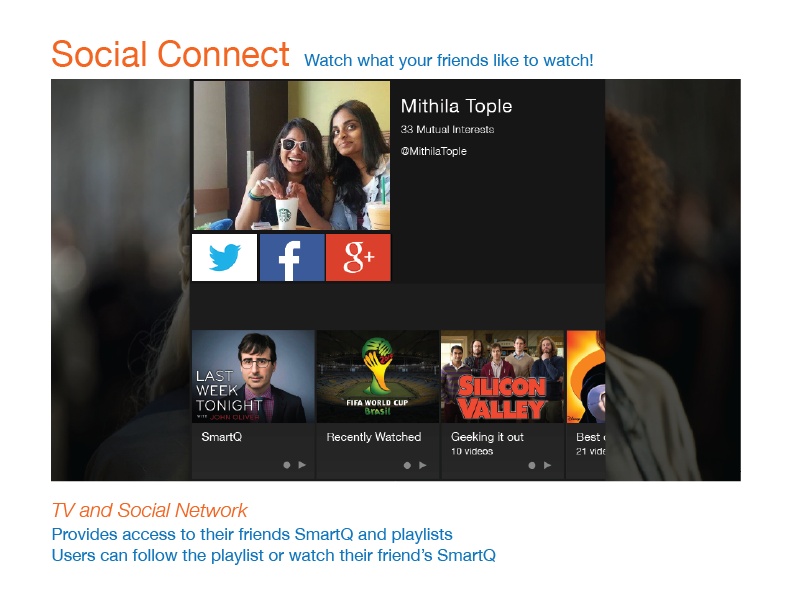 Social Connect Watch what your friends like to watch!
Mithila Tople
33 Mutual Interests
@MithilaTople
g+
LAST
WEEK
TONIGHT
WITH JOHN OLIVER
FIFA WORLD CUP
Brasil
SILICON
VALLEY
SmartQ
Recently Watched
Geeking it out
10 videos
Best
21 vide
TV and Social Network
Provides access to their friends SmartQ and playlists
Users can follow the playlist or watch their friend's SmartQ